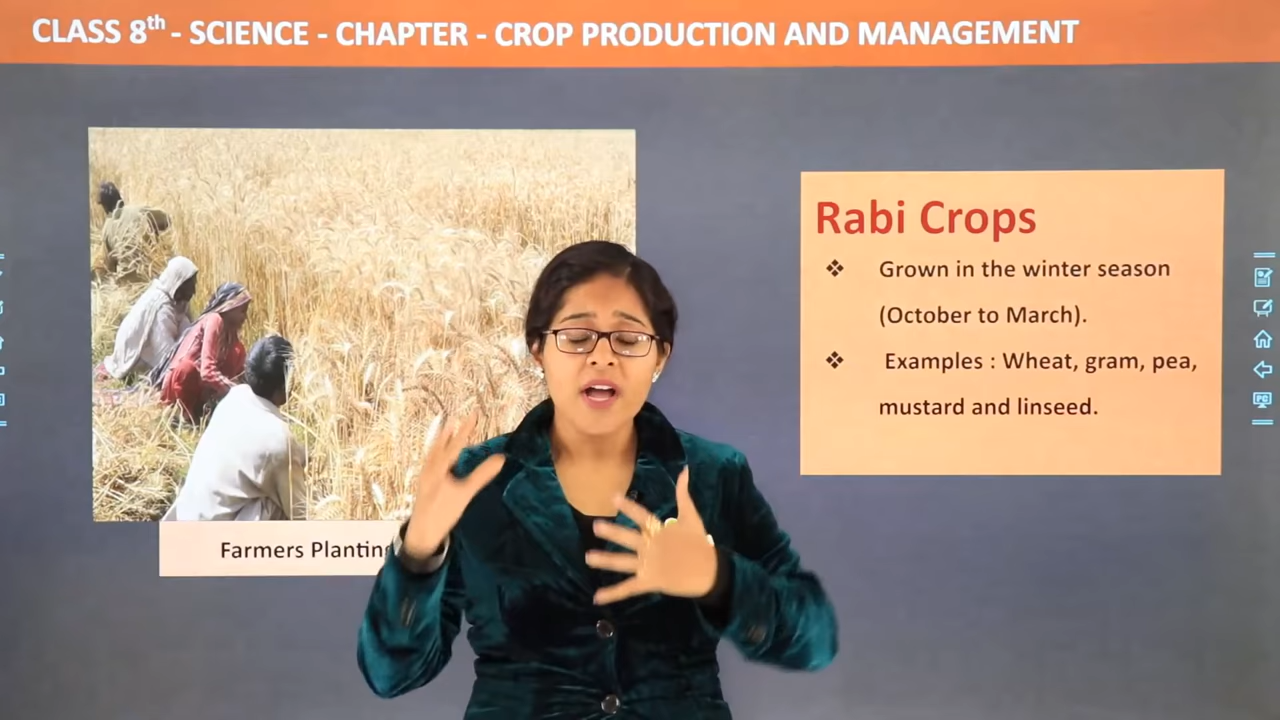 CLASS 8th - SCIENCE - CHAPTER - CROP PRODUCTION AND MANAGEMENT
Rabi Crops
❖ Grown in the winter season
(October to March).
❖ Examples : Wheat, gram, pea,
mustard and linseed.
Farmers